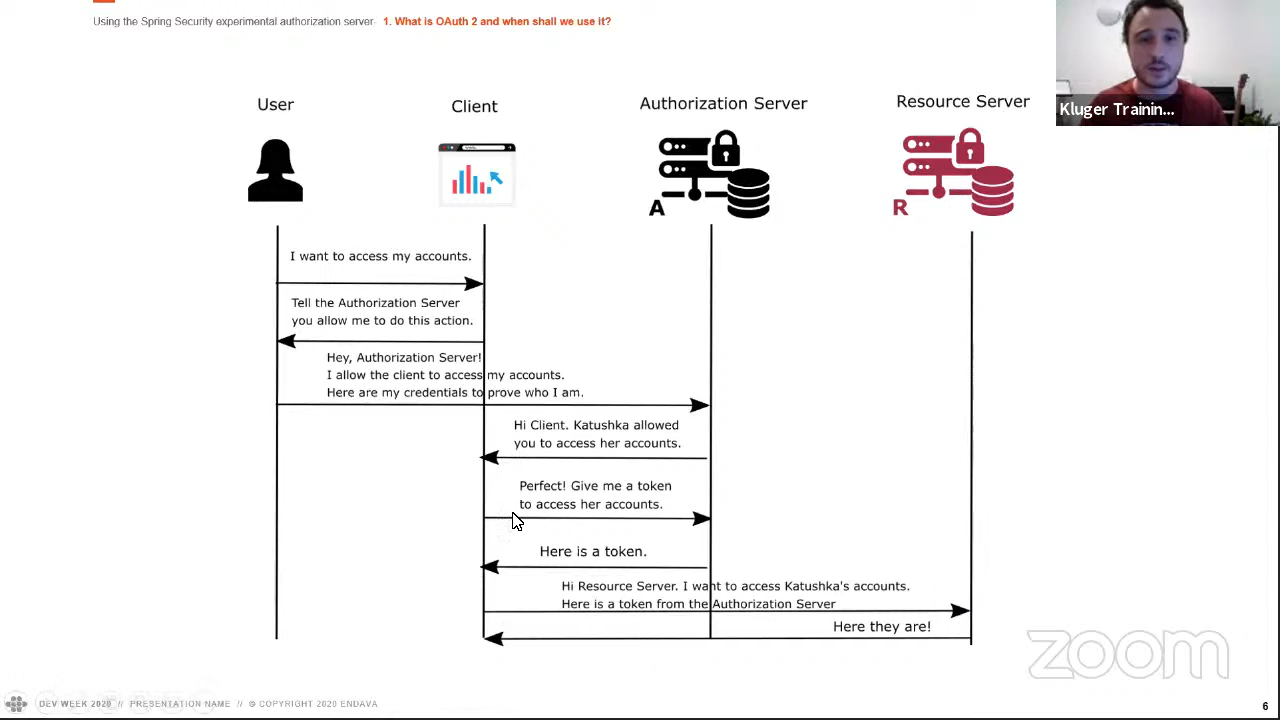 Using the Spring Security experimental authorization server- 1. What is OAuth 2 and when shall we use it?
Kluger Trainin...
User
Client
Authorization Server
Resource Server
A
R
I want to access my accounts.
Tell the Authorization Server
you allow me to do this action.
Hey, Authorization Server!
I allow the client to access my accounts.
Here are my credentials to prove who I am.
Hi Client. Katushka allowed
you to access her accounts.
Perfect! Give me a token
to access her accounts.
Here is a token.
Hi Resource Server. I want to access Katushka's accounts.
Here is a token from the Authorization Server
Here they are!
zoom
DEV WEEK 2020 // PRESENTATION NAME // © COPYRIGHT 2020 ENDAVA
6